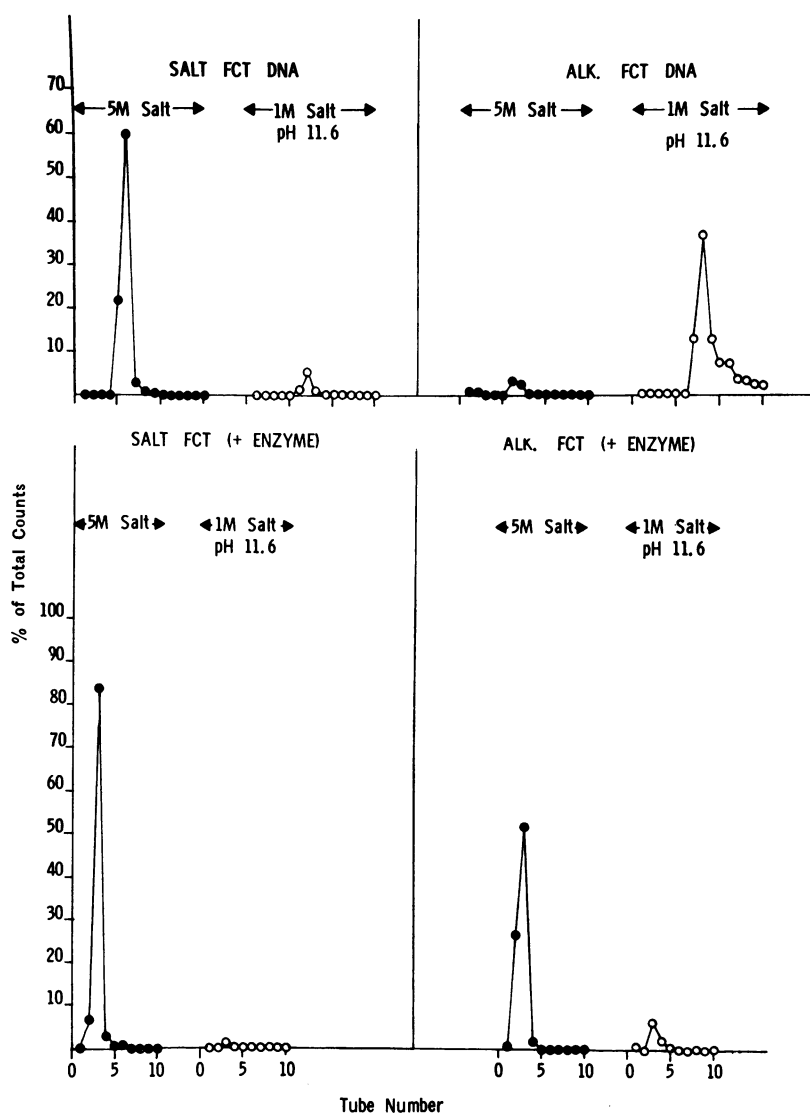 SALT FCT DNA
ALK. FCT DNA
5M Salt
1M Salt
pH 11.6
5M Salt
1M Salt
pH 11.6
70
60
50
40
30
20
10
SALT FCT (+ ENZYME)
ALK. FCT (+ ENZYME)
5M Salt
1M Salt
pH 11.6
5M Salt
1M Salt
pH 11.6
% of Total Counts
100
90
80
70
60
50
40
30
20
10
0 5 10 0 5 10 0 5 10 0 5 10
Tube Number